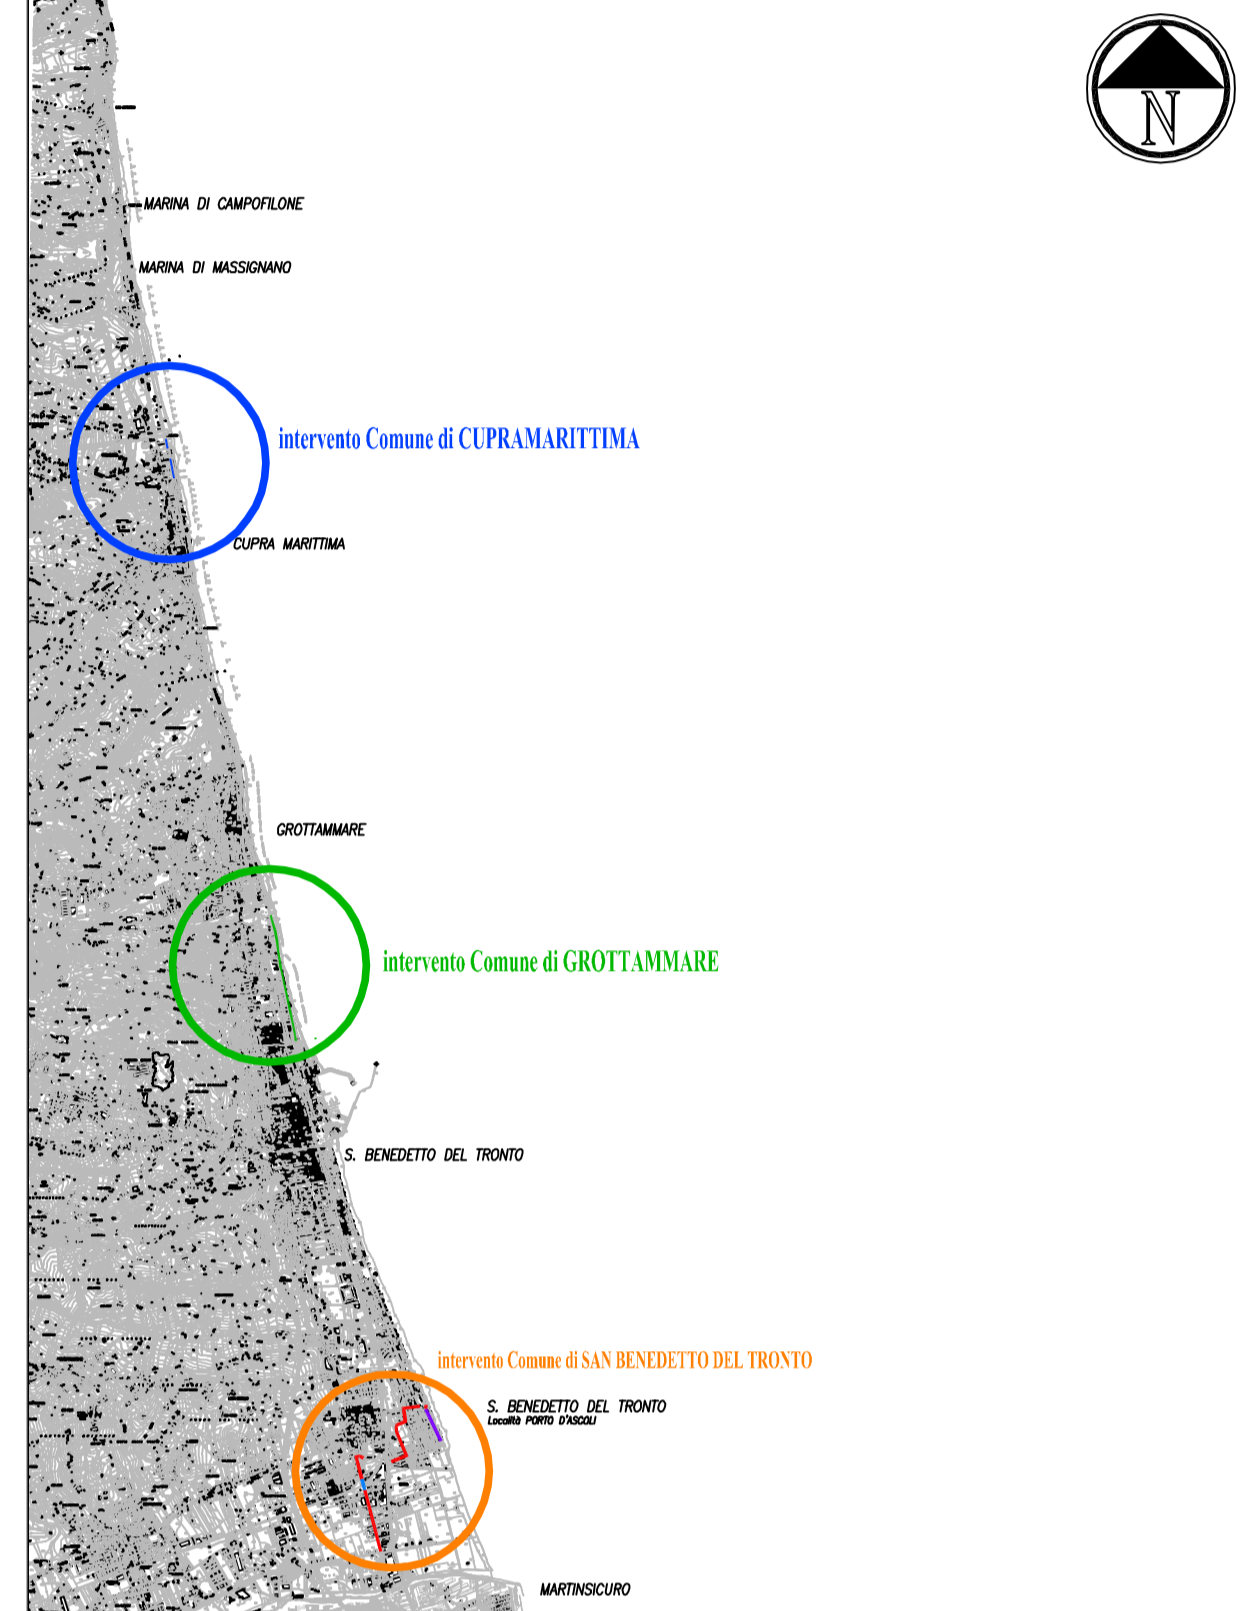 N
MARINA DI CAMPOFILONE
MARINA DI MASSIGNANO
intervento Comune di CUPRAMARITTIMA
CUPRA MARITTIMA
GROTTAMMARE
intervento Comune di GROTTAMMARE
S. BENEDETTO DEL TRONTO
intervento Comune di SAN BENEDETTO DEL TRONTO
S. BENEDETTO DEL TRONTO
Località PORTO D'ASCOLI
MARTINSICURO